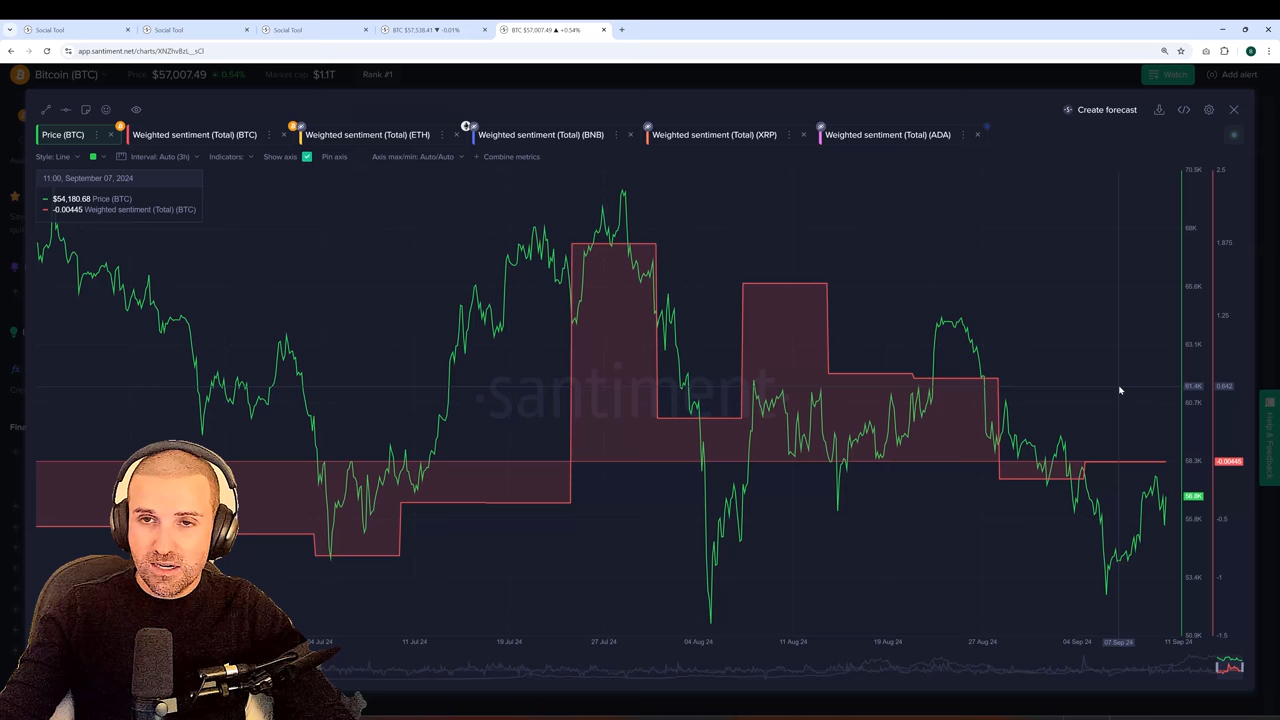 Social Tool
Social Tool
Social Tool
BTC $57,538.41 ▼ -0.01%
BTC $57,007.49 ▲ +0.54%
Bitcoin (BTC) Price $57,007.49 0.54% Market cap $1.1T Rank #1 Watch Add alert
Create forecast
Price (BTC) Weighted sentiment (Total) (BTC) Weighted sentiment (Total) (ETH) Weighted sentiment (Total) (BNB) Weighted sentiment (Total) (XRP) Weighted sentiment (Total) (ADA)
Style: Line Interval: Auto (3h) Indicators: Show axis Pin axis Axis max/min: Auto/Auto Combine metrics
11:00, September 07, 2024
$54,180.68 Price (BTC)
-0.00445 Weighted sentiment (Total) (BTC)
70.5K 2.5
68K 1.875
65.6K 1.25
63.1K
61.4K 0.642
60.7K
58.3K -0.00445
56.8K
55.8K -0.5
53.4K -1
50.9K -1.5
·santiment·
Help & Feedback
04 Jul 24 11 Jul 24 19 Jul 24 27 Jul 24 04 Aug 24 11 Aug 24 19 Aug 24 27 Aug 24 04 Sep 24 07 Sep 24 11 Sep 24